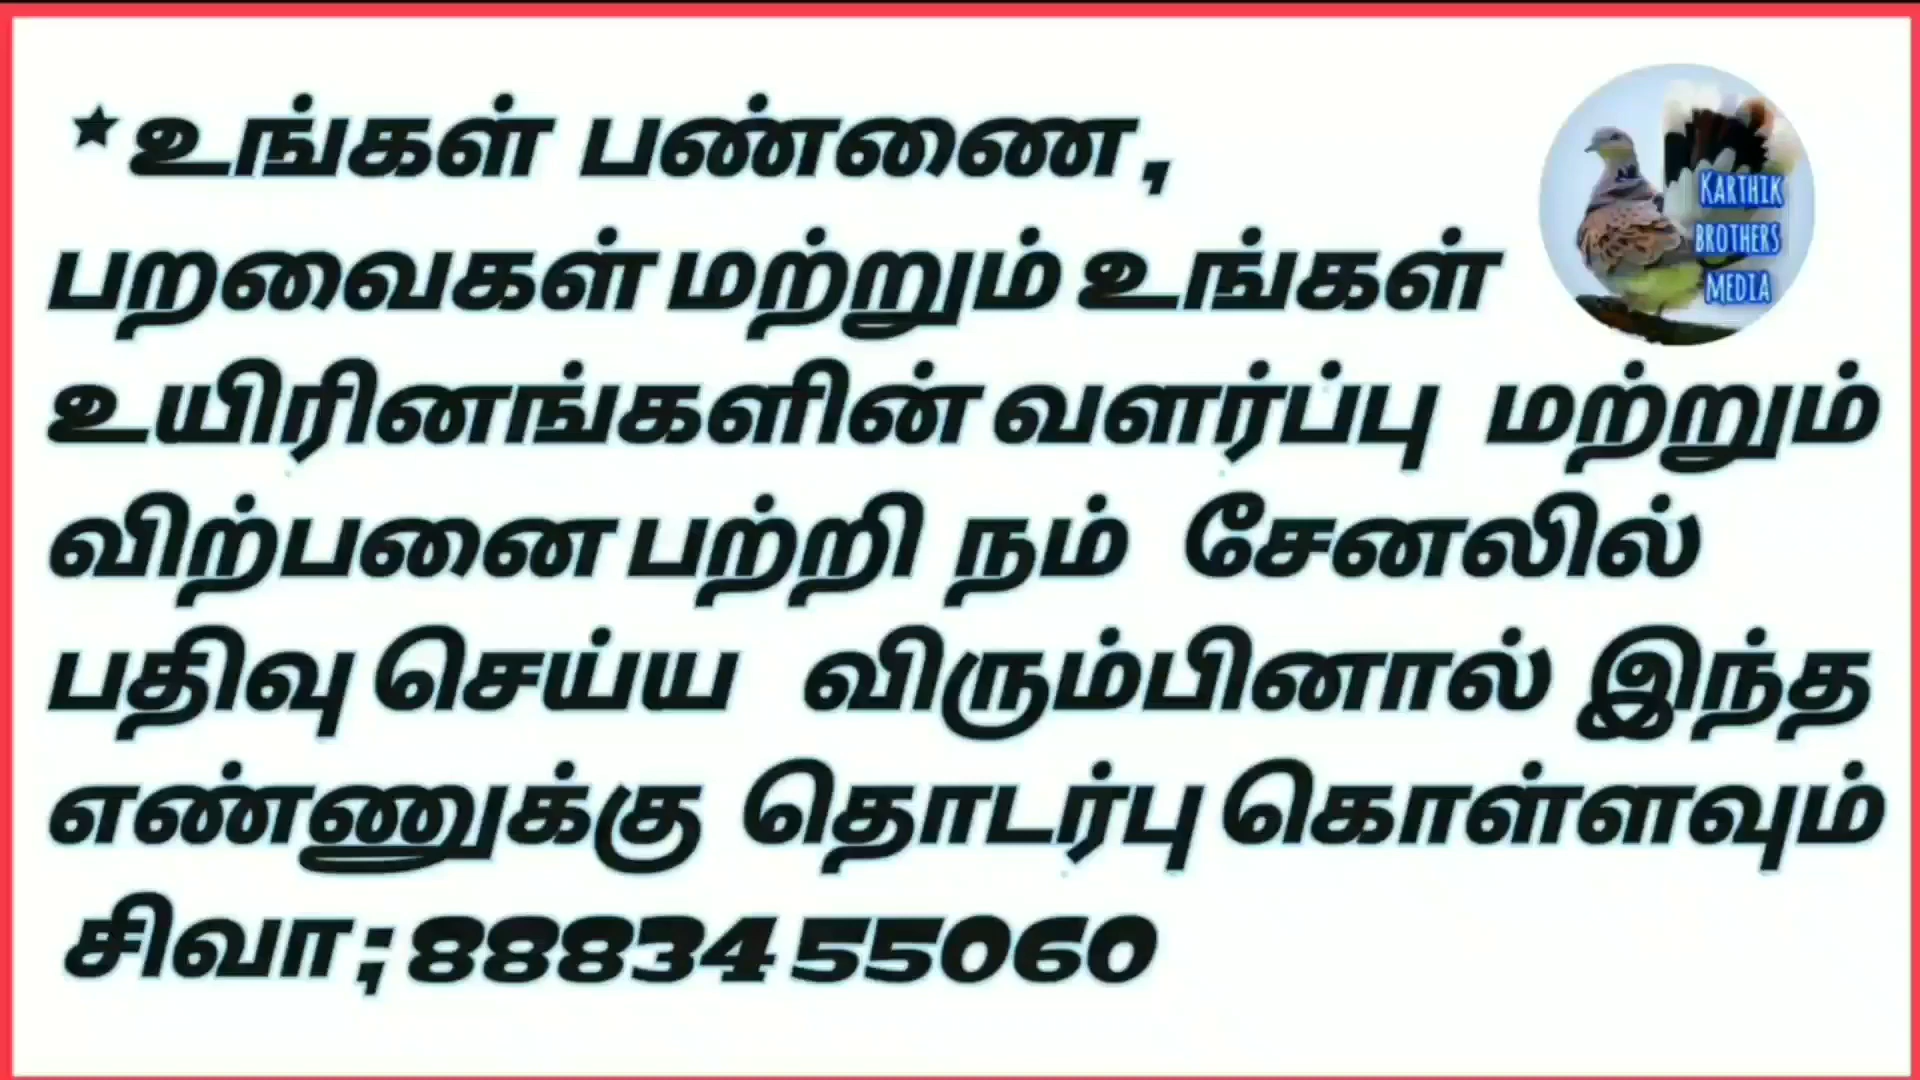 *உங்கள் பண்ணை,
பறவைகள் மற்றும் உங்கள்
உயிரினங்களின் வளர்ப்பு மற்றும்
விற்பனை பற்றி நம் சேனலில்
பதிவு செய்ய விரும்பினால் இந்த
எண்ணுக்கு தொடர்பு கொள்ளவும்
சிவா;8883455060
KARTHIK
BROTHERS
MEDIA